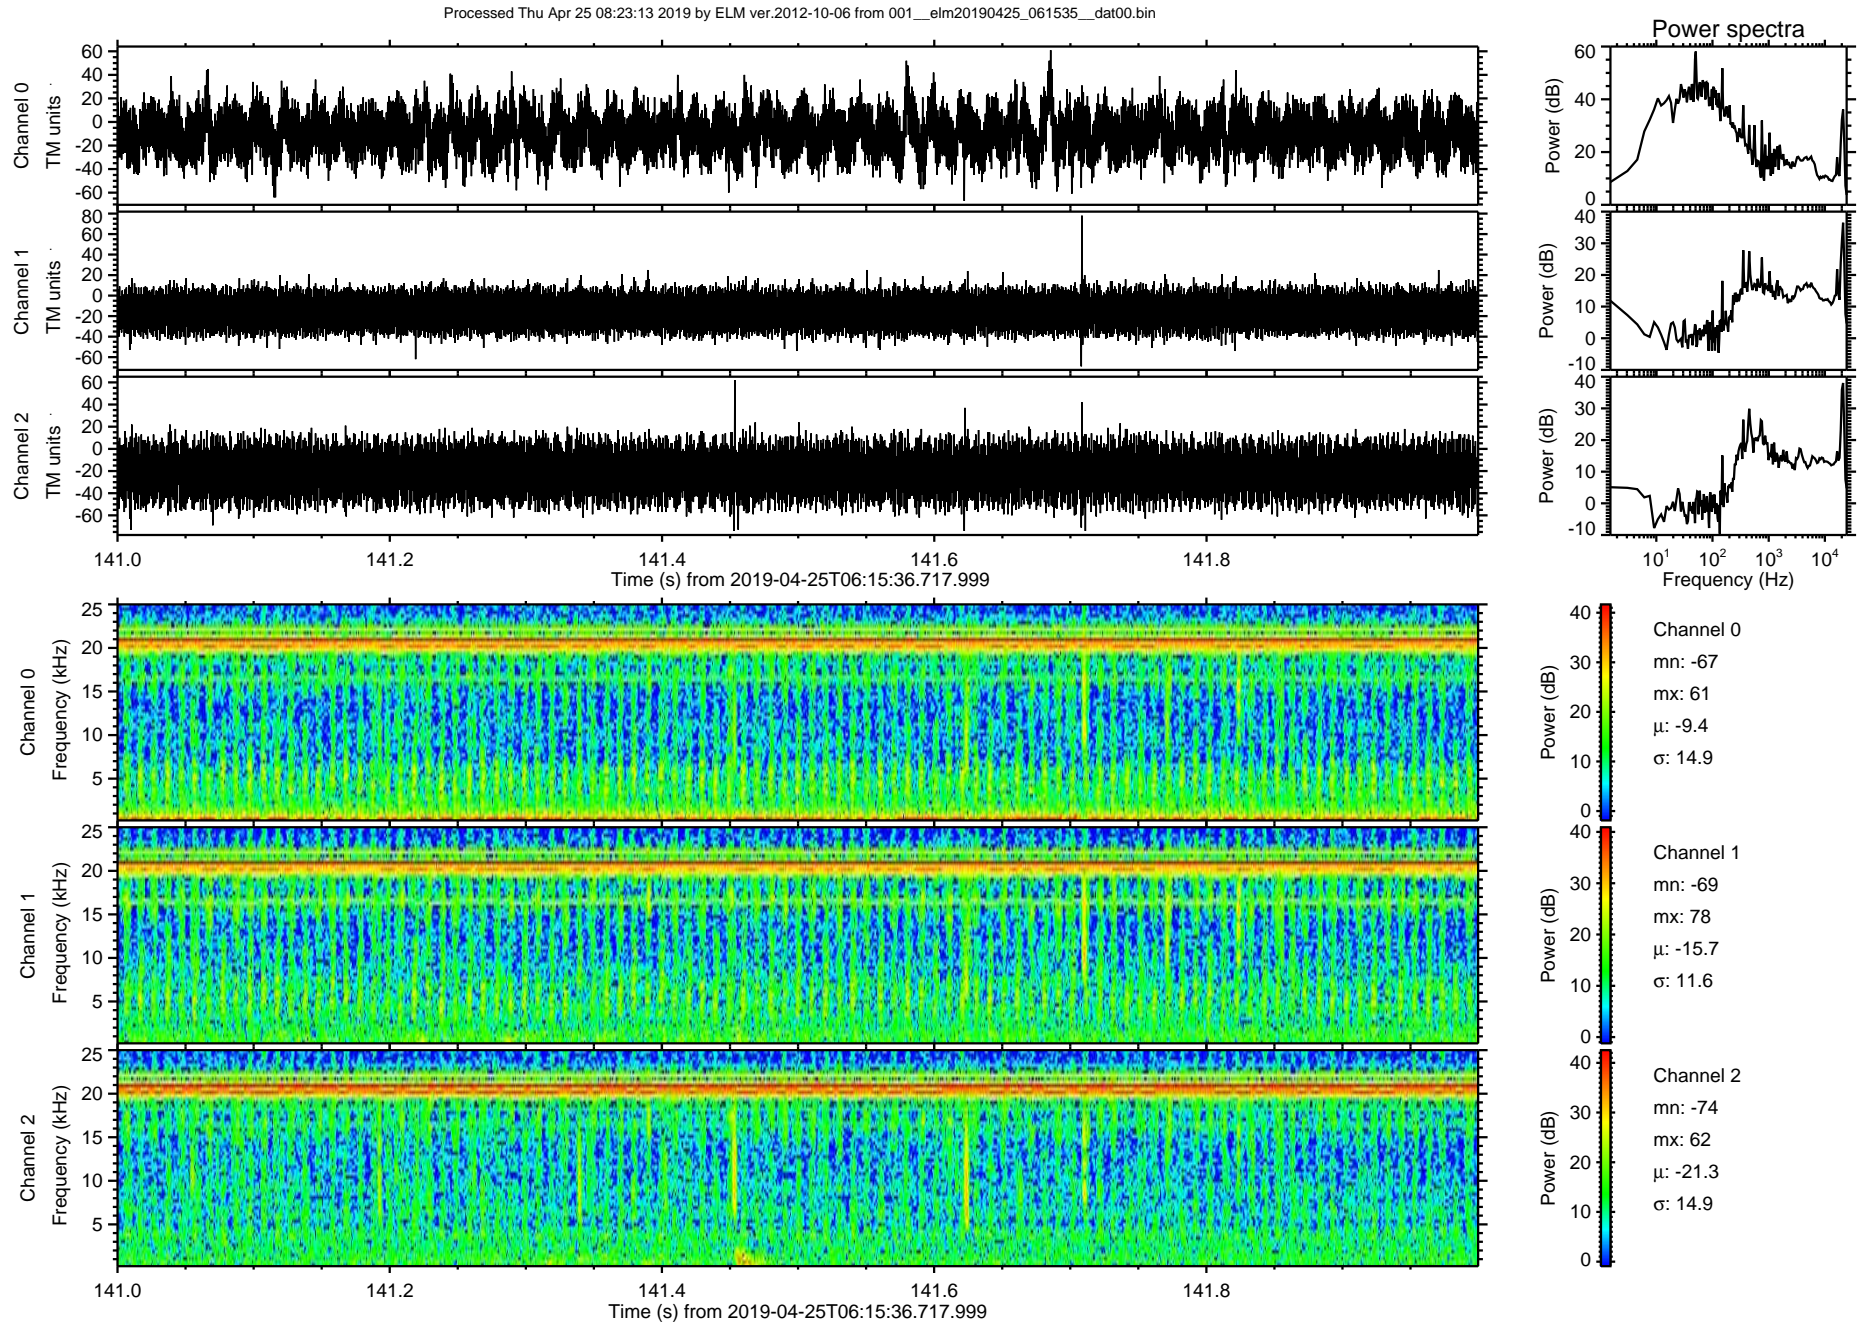 Processed Thu Apr 25 08:23:13 2019 by ELM ver.2012-10-06 from 001__elm20190425_061535__dat00.bin
Power spectra
Channel 0
TM units
60
40
20
0
-20
-40
-60
Power (dB)
60
40
20
0
Channel 1
TM units
80
60
40
20
0
-20
-40
-60
Power (dB)
40
30
20
10
0
-10
Channel 2
TM units
60
40
20
0
-20
-40
-60
Power (dB)
40
30
20
10
0
-10
141.0 141.2 141.4 141.6 141.8
Time (s) from 2019-04-25T06:15:36.717.999
10^1 10^2 10^3 10^4
Frequency (Hz)
Channel 0
Frequency (kHz)
25
20
15
10
5
Power (dB)
40
30
20
10
0
Channel 0
mn: -67
mx: 61
μ: -9.4
σ: 14.9
Channel 1
Frequency (kHz)
25
20
15
10
5
Power (dB)
40
30
20
10
0
Channel 1
mn: -69
mx: 78
μ: -15.7
σ: 11.6
Channel 2
Frequency (kHz)
25
20
15
10
5
Power (dB)
40
30
20
10
0
Channel 2
mn: -74
mx: 62
μ: -21.3
σ: 14.9
141.0 141.2 141.4 141.6 141.8
Time (s) from 2019-04-25T06:15:36.717.999